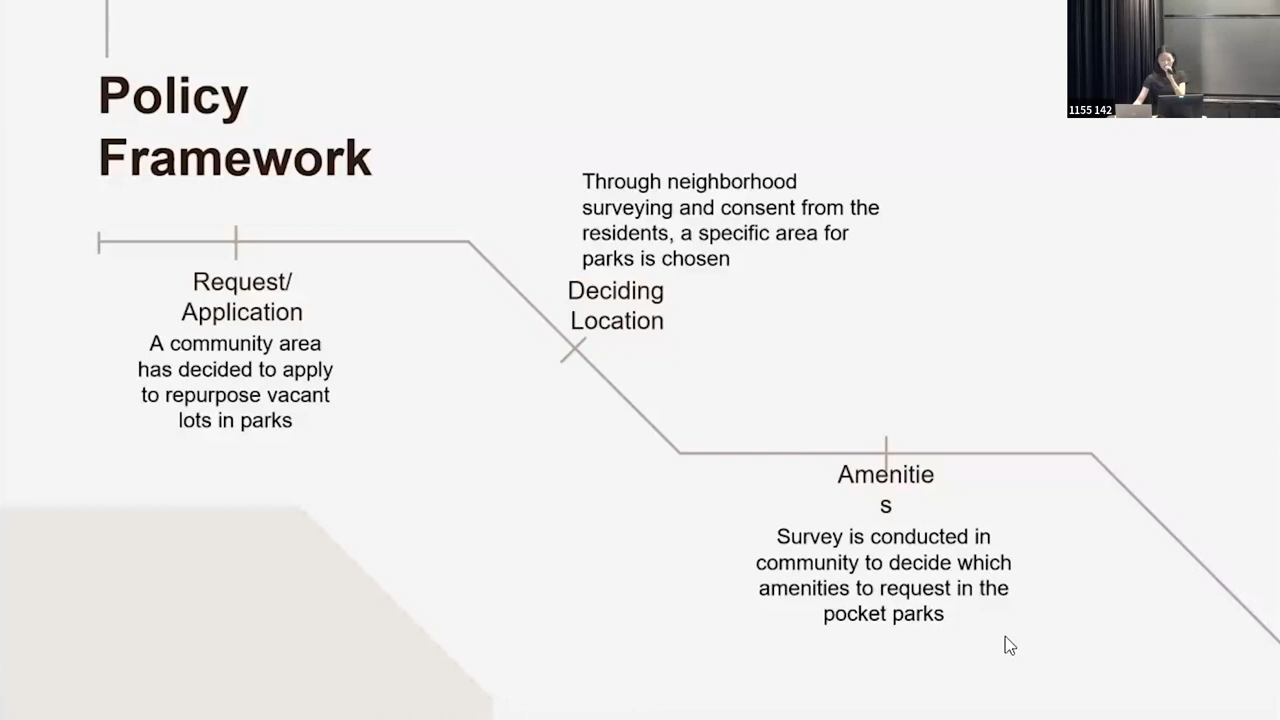 Policy
Framework
1155 142
Request/
Application
A community area
has decided to apply
to repurpose vacant
lots in parks
Through neighborhood
surveying and consent from the
residents, a specific area for
parks is chosen
Deciding
Location
Amenitie
s
Survey is conducted in
community to decide which
amenities to request in the
pocket parks